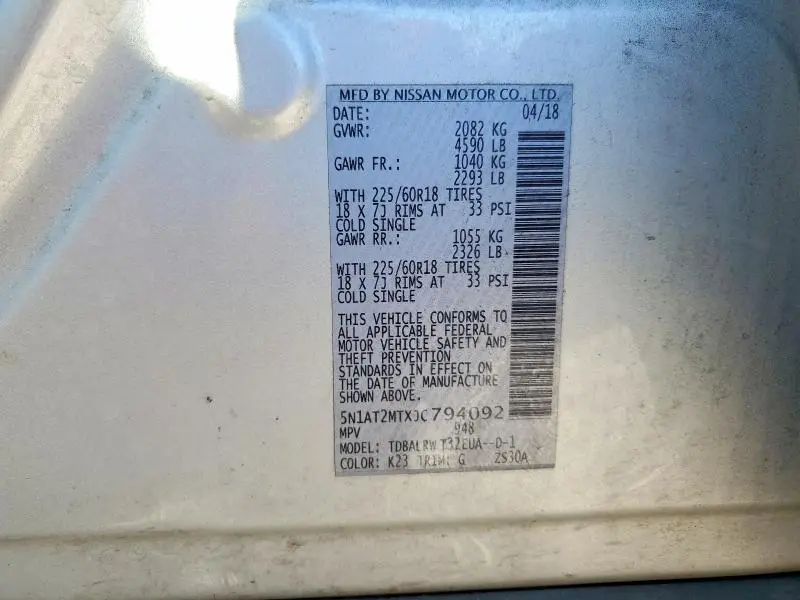 MFD BY NISSAN MOTOR CO., LTD.
DATE: 04/18
GVWR: 2082 KG
4590 LB
GAWR FR.: 1040 KG
2293 LB
WITH 225/60R18 TIRES
18 X 7J RIMS AT 33 PSI
COLD SINGLE
GAWR RR.: 1055 KG
2326 LB.
WITH 225/60R18 TIRES
18 X 7J RIMS AT 33 PSI
COLD SINGLE
THIS VEHICLE CONFORMS TO
ALL APPLICABLE FEDERAL
MOTOR VEHICLE SAFETY AND
THEFT PREVENTION
STANDARDS IN EFFECT ON
THE DATE OF MANUFACTURE
SHOWN ABOVE.
5N1AT2MTXJC794092
MPV 948
MODEL: D-1
COLOR: K23 TRIM: G 2S30A